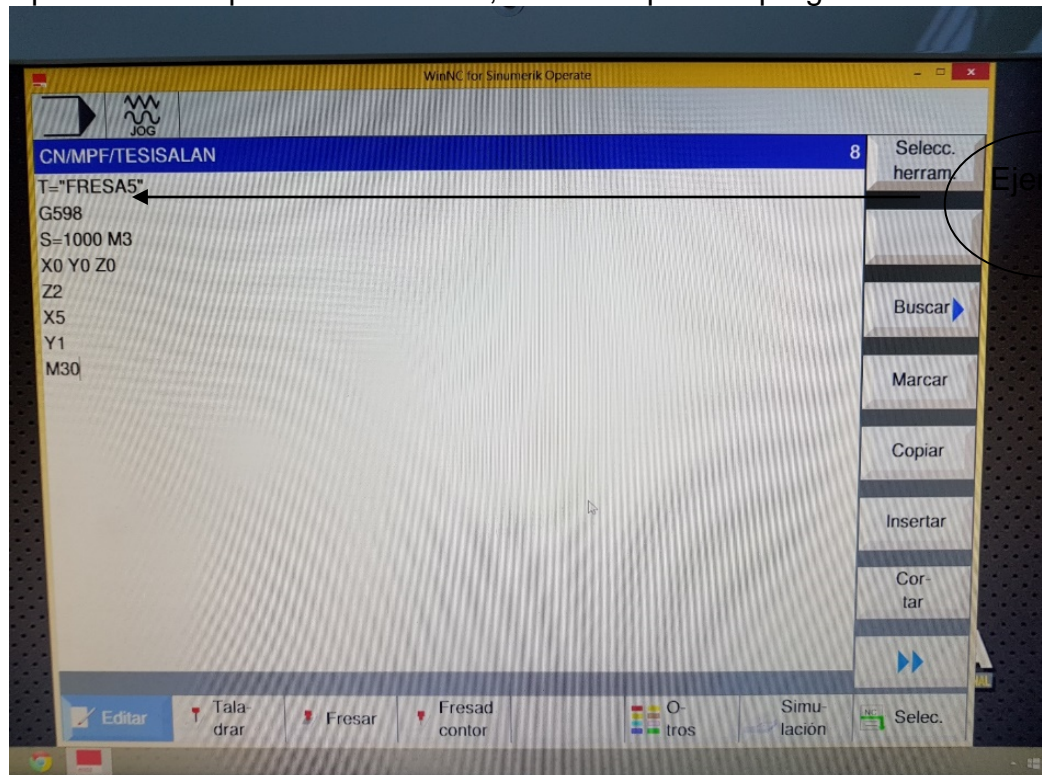 WinNC for Sinumerik Operate
JOG
CN/MPF/TESISALAN 8
T="FRESA5"
G598
S=1000 M3
X0 Y0 Z0
Z2
X5
Y1
M30
Selecc.
herram.
Buscar
Marcar
Copiar
Insertar
Cor-
tar
Editar
Tala-
drar
Fresar
Fresad
contor
O-
tros
Simu-
lación
NC
Selec.